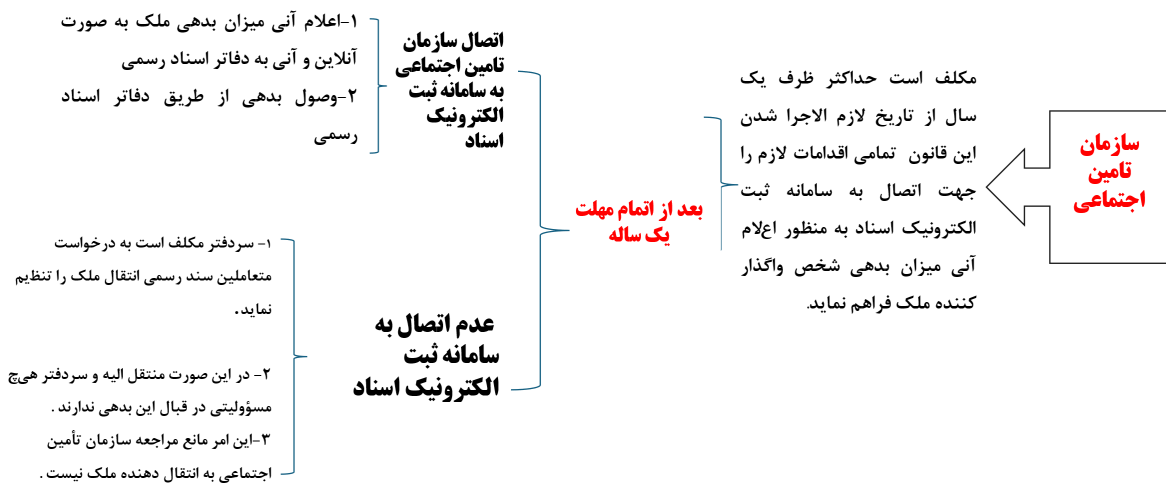 سازمان
تامین
اجتماعی
مکلف است حداکثر ظرف یک
سال از تاریخ لازم الاجرا شدن
این قانون تمامی اقدامات لازم را
جهت اتصال به سامانه ثبت
الکترونیک اسناد به منظور اعلام
آنی میزان بدهی شخص واگذار
کننده ملک فراهم نماید.
بعد از اتمام مهلت
یک ساله
اتصال سازمان
تامین اجتماعی
به سامانه ثبت
الکترونیک
اسناد
۱-اعلام آنی میزان بدهی ملک به صورت
آنلاین و آنی به دفاتر اسناد رسمی
۲-وصول بدهی از طریق دفاتر اسناد
رسمی
عدم اتصال به
سامانه ثبت
الکترونیک اسناد
۱- سردفتر مکلف است به درخواست
متعاملین سند رسمی انتقال ملک را تنظیم
نماید.
۲- در این صورت منتقل الیه و سردفتر هیچ
مسؤولیتی در قبال این بدهی ندارند .
۳-این امر مانع مراجعه سازمان تأمین
اجتماعی به انتقال دهنده ملک نیست .